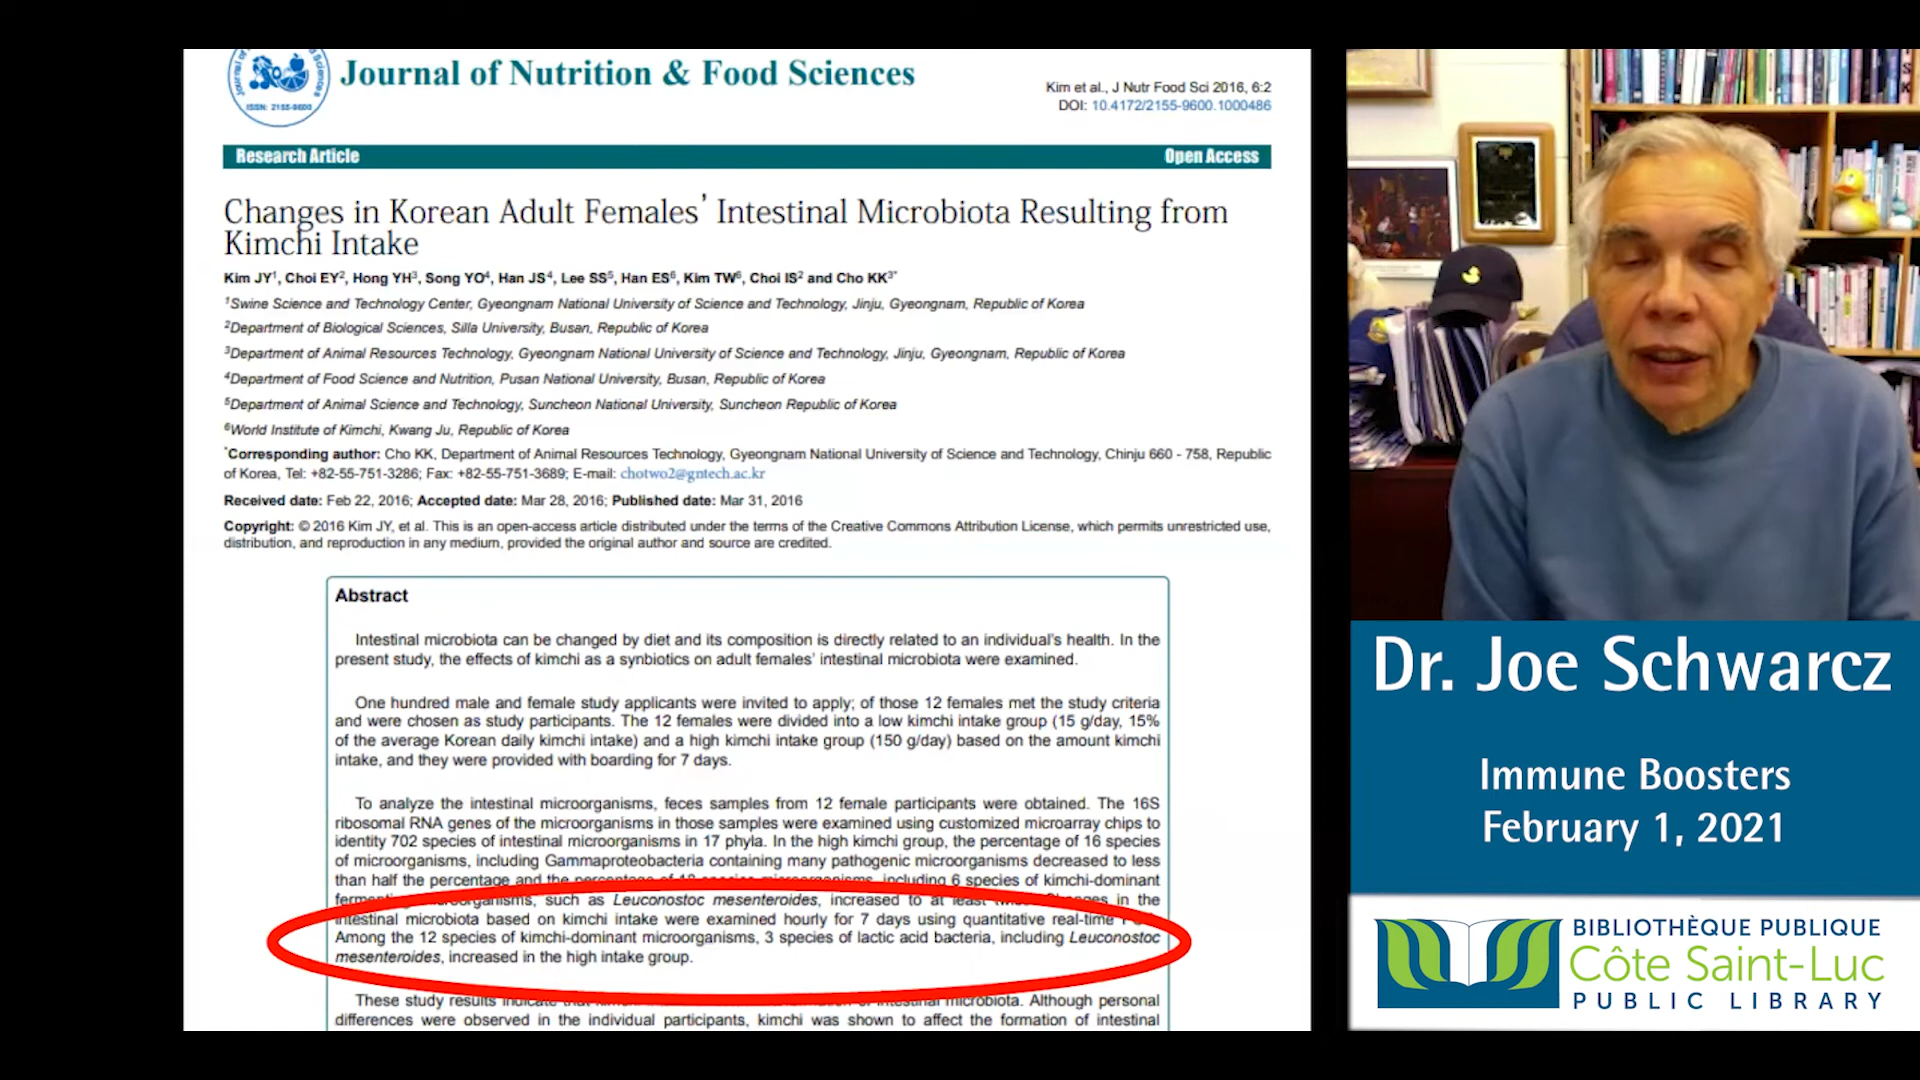 Journal of Nutrition & Food Sciences
ISSN: 2155-9600
Kim et al., J Nutr Food Sci 2016, 6:2
DOI: 10.4172/2155-9600.1000486
Research Article
Open Access
Changes in Korean Adult Females’ Intestinal Microbiota Resulting from
Kimchi Intake
Kim JY1, Choi EY2, Hong YH3, Song YO4, Han JS4, Lee SS5, Han ES6, Kim TW6, Choi IS2 and Cho KK3*
1Swine Science and Technology Center, Gyeongnam National University of Science and Technology, Jinju, Gyeongnam, Republic of Korea
2Department of Biological Sciences, Silla University, Busan, Republic of Korea
3Department of Animal Resources Technology, Gyeongnam National University of Science and Technology, Jinju, Gyeongnam, Republic of Korea
4Department of Food Science and Nutrition, Pusan National University, Busan, Republic of Korea
5Department of Animal Science and Technology, Suncheon National University, Suncheon Republic of Korea
6World Institute of Kimchi, Kwang Ju, Republic of Korea
*Corresponding author: Cho KK, Department of Animal Resources Technology, Gyeongnam National University of Science and Technology, Chinju 660 - 758, Republic
of Korea, Tel: +82-55-751-3286; Fax: +82-55-751-3689; E-mail: chotwo2@gntech.ac.kr
Received date: Feb 22, 2016; Accepted date: Mar 28, 2016; Published date: Mar 31, 2016
Copyright: © 2016 Kim JY, et al. This is an open-access article distributed under the terms of the Creative Commons Attribution License, which permits unrestricted use,
distribution, and reproduction in any medium, provided the original author and source are credited.
Abstract
Intestinal microbiota can be changed by diet and its composition is directly related to an individual's health. In the
present study, the effects of kimchi as a synbiotics on adult females' intestinal microbiota were examined.
One hundred male and female study applicants were invited to apply; of those 12 females met the study criteria
and were chosen as study participants. The 12 females were divided into a low kimchi intake group (15 g/day, 15%
of the average Korean daily kimchi intake) and a high kimchi intake group (150 g/day) based on the amount kimchi
intake, and they were provided with boarding for 7 days.
To analyze the intestinal microorganisms, feces samples from 12 female participants were obtained. The 16S
ribosomal RNA genes of the microorganisms in those samples were examined using customized microarray chips to
identity 702 species of intestinal microorganisms in 17 phyla. In the high kimchi group, the percentage of 16 species
of microorganisms, including Gammaproteobacteria containing many pathogenic microorganisms decreased to less
than half the percentage and the percentage of 18 species microorganisms, including 6 species of kimchi-dominant
such as Leuconostoc mesenteroides, increased to at least in the
intestinal microbiota based on kimchi intake were examined hourly for 7 days using quantitative real-time
Among the 12 species of kimchi-dominant microorganisms, 3 species of lactic acid bacteria, including Leuconostoc
mesenteroides, increased in the high intake group.
These study results indicate that intestinal microbiota. Although personal
differences were observed in the individual participants, kimchi was shown to affect the formation of intestinal
Dr. Joe Schwarcz
Immune Boosters
February 1, 2021
BIBLIOTHÈQUE PUBLIQUE
Côte Saint-Luc
PUBLIC LIBRARY